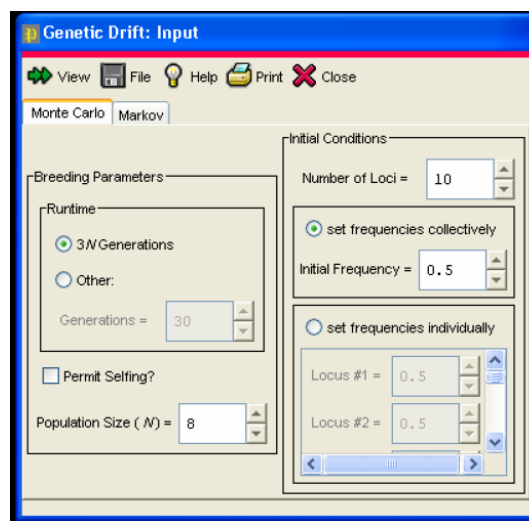 Genetic Drift: Input
View File Help Print Close
Monte Carlo Markov
Breeding Parameters
Runtime
3N Generations
Other:
Generations = 30
Permit Selfing?
Population Size ( N) = 8
Initial Conditions
Number of Loci = 10
set frequencies collectively
Initial Frequency = 0.5
set frequencies individually
Locus #1 = 0.5
Locus #2 = 0.5